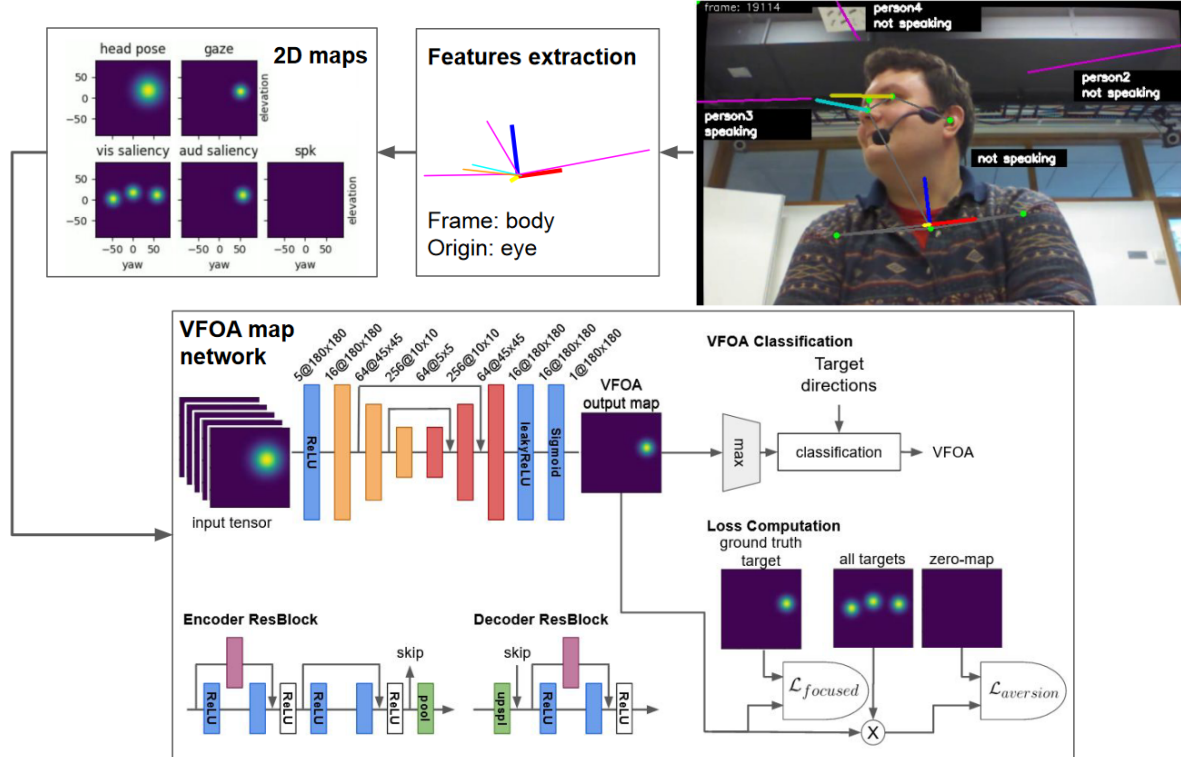 2D maps
head pose
gaze
50
0
-50
elevation
vis saliency
aud saliency
spk
50
0
-50
elevation
-50
0
50
-50
0
50
-50
0
50
yaw
yaw
yaw
Features extraction
Frame: body
Origin: eye
frame: 19114
person4
not speaking
person2
not speaking
person3
speaking
not speaking
VFOA map
network
5@180x180
16@180x180
64@45x45
256@10x10
64@5x5
256@10x10
64@45x45
16@180x180
16@180x180
1@180x180
ReLU
leakyReLU
Sigmoid
input tensor
VFOA
output map
VFOA Classification
Target
directions
max
classification
VFOA
Loss Computation
ground truth
target
all targets
zero-map
ℒfocused
ℒaversion
X
Encoder ResBlock
ReLU
ReLU
ReLU
ReLU
skip
pool
Decoder ResBlock
skip
upspl
ReLU
ReLU